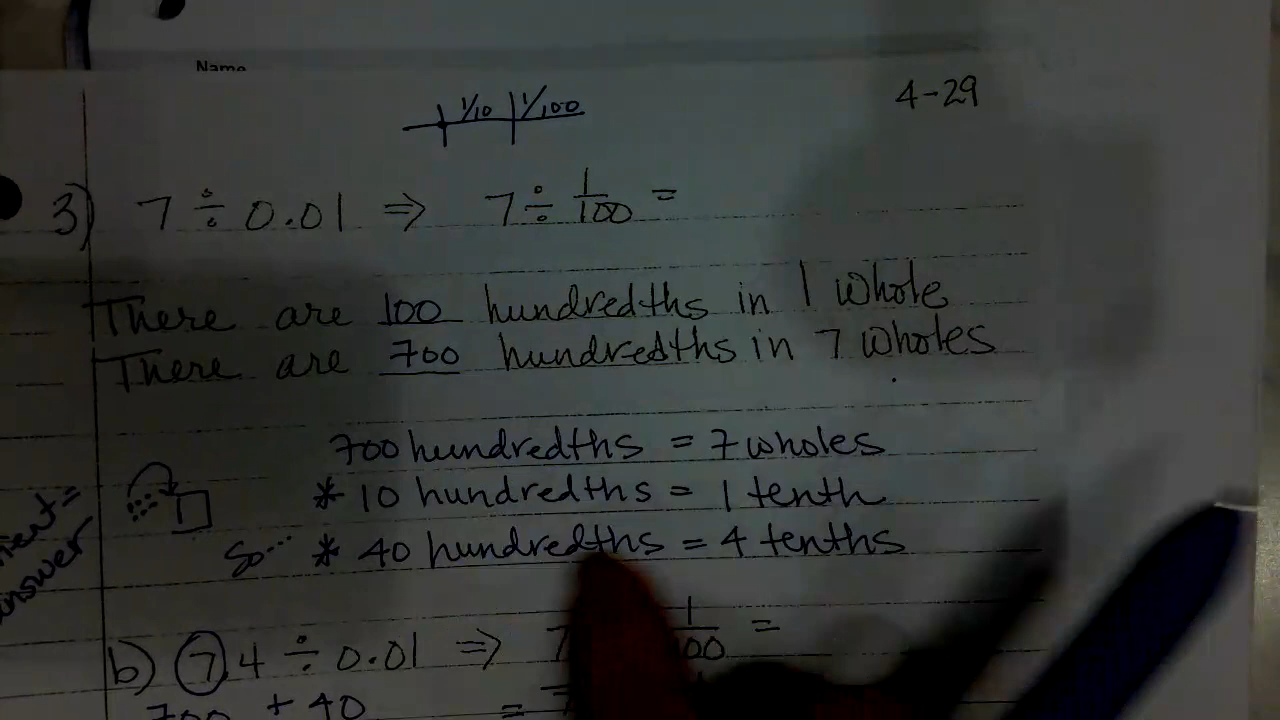 Name
1/10 1/100
4-29
3) 7 ÷ 0.01 ⇒ 7 ÷ 1/100 =
There are 100 hundredths in 1 whole
There are 700 hundredths in 7 wholes
700 hundredths = 7 wholes
* 10 hundredths = 1 tenth
So... * 40 hundredths = 4 tenths
answer
b) 7.4 ÷ 0.01 ⇒ 7
700 + 40 =